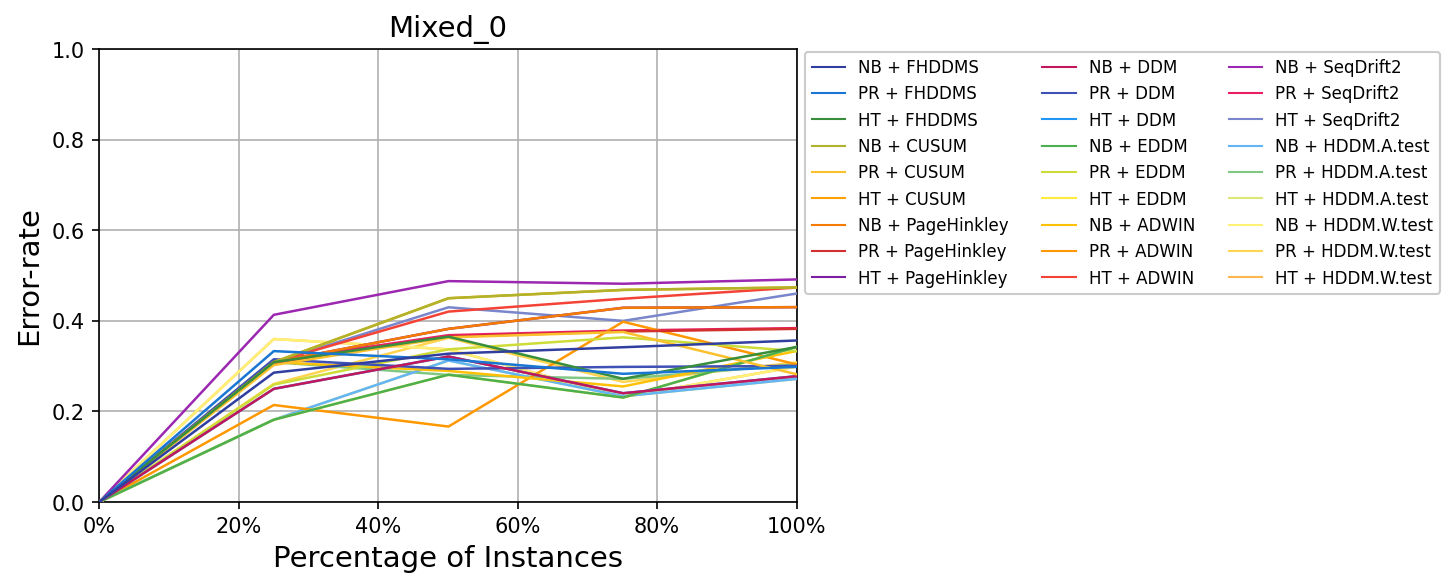 Mixed_0
1.0
0.8
0.6
0.4
0.2
0.0
Error-rate
0% 20% 40% 60% 80% 100%
Percentage of Instances
NB + FHDDMS
PR + FHDDMS
HT + FHDDMS
NB + CUSUM
PR + CUSUM
HT + CUSUM
NB + PageHinkley
PR + PageHinkley
HT + PageHinkley
NB + DDM
PR + DDM
HT + DDM
NB + EDDM
PR + EDDM
HT + EDDM
NB + ADWIN
PR + ADWIN
HT + ADWIN
NB + SeqDrift2
PR + SeqDrift2
HT + SeqDrift2
NB + HDDM.A.test
PR + HDDM.A.test
HT + HDDM.A.test
NB + HDDM.W.test
PR + HDDM.W.test
HT + HDDM.W.test